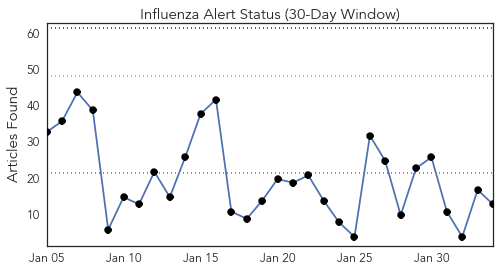 Influenza Alert Status (30-Day Window)
Articles Found
60
50
40
30
20
10
Jan 05 Jan 10 Jan 15 Jan 20 Jan 25 Jan 30